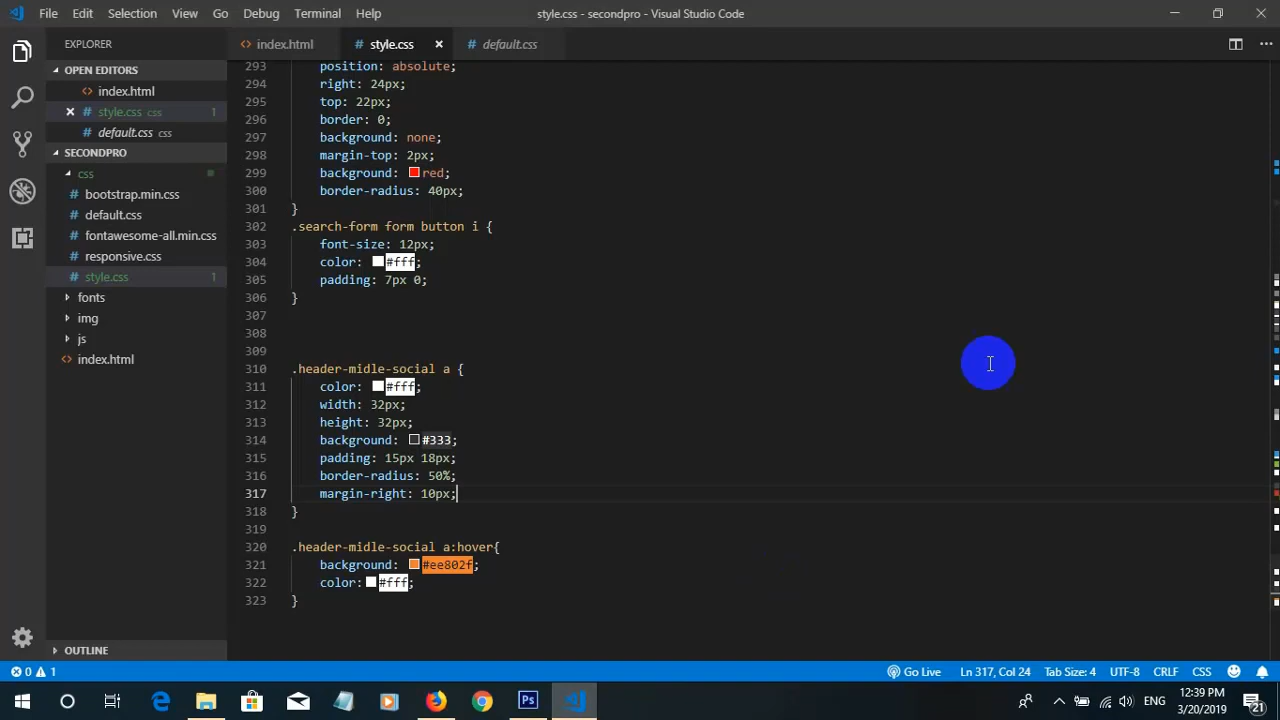 File Edit Selection View Go Debug Terminal Help style.css - secondpro - Visual Studio Code
EXPLORER
OPEN EDITORS
index.html
style.css css 1
default.css css
SECONDPRO
css
bootstrap.min.css
default.css
fontawesome-all.min.css
responsive.css
style.css 1
fonts
img
js
index.html
OUTLINE
index.html style.css default.css
293 position: absolute;
294 right: 24px;
295 top: 22px;
296 border: 0;
297 background: none;
298 margin-top: 2px;
299 background: red;
300 border-radius: 40px;
301 }
302 .search-form form button i {
303 font-size: 12px;
304 color: #fff;
305 padding: 7px 0;
306 }
307
308
309
310 .header-midle-social a {
311 color: #fff;
312 width: 32px;
313 height: 32px;
314 background: #333;
315 padding: 15px 18px;
316 border-radius: 50%;
317 margin-right: 10px;
318 }
319
320 .header-midle-social a:hover{
321 background: #ee802f;
322 color: #fff;
323 }
0 1 Go Live Ln 317, Col 24 Tab Size: 4 UTF-8 CRLF CSS
Ps ENG 12:39 PM
3/20/2019 21